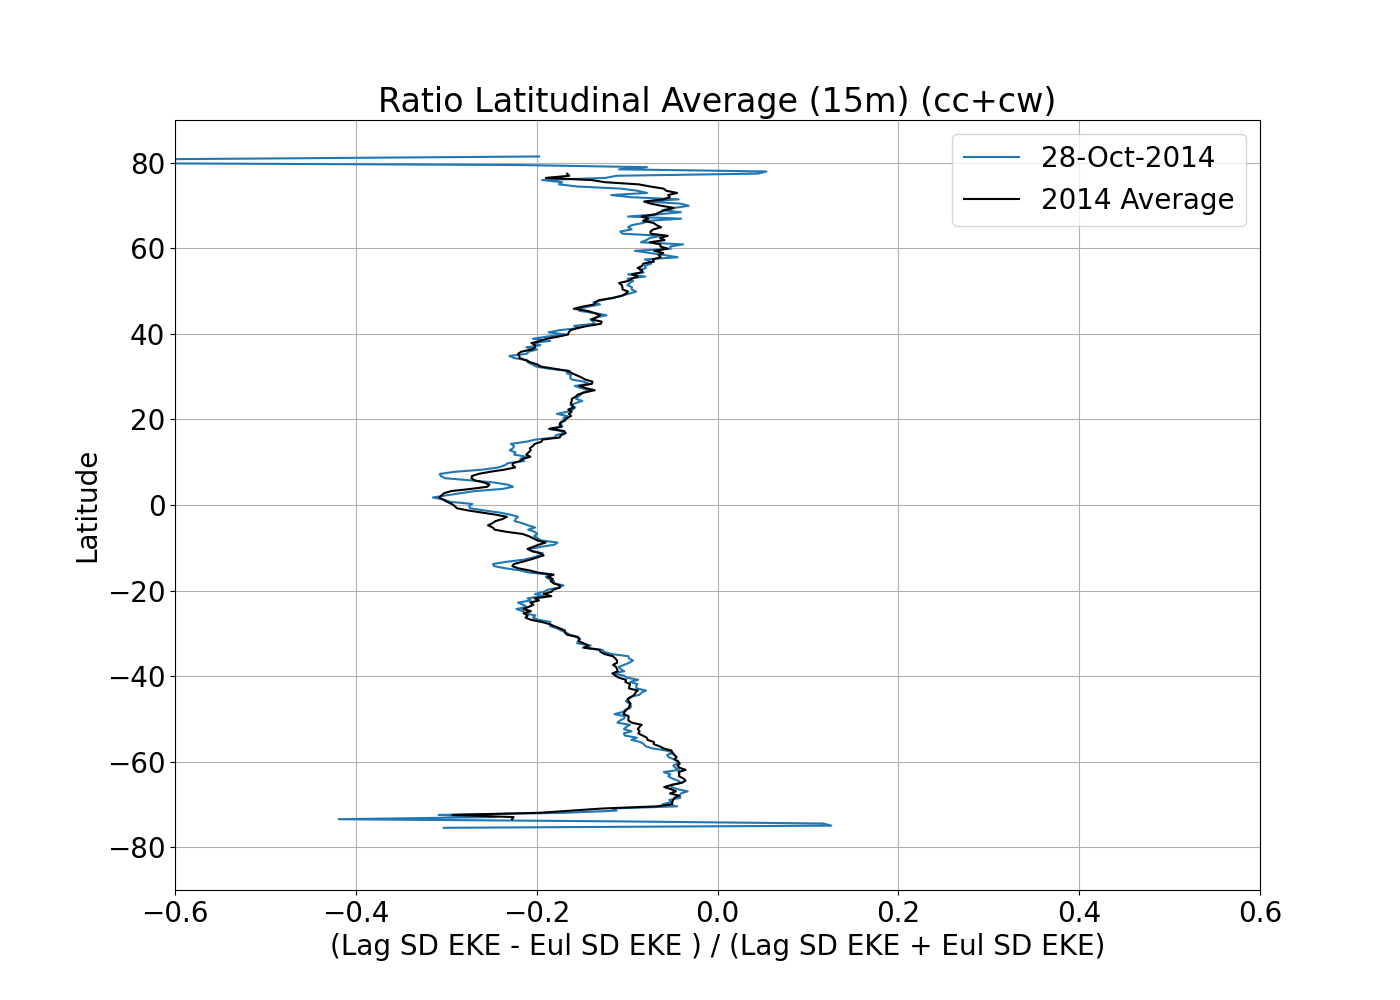 Ratio Latitudinal Average (15m) (cc+cw)
28-Oct-2014
2014 Average
80
60
40
20
0
−20
−40
−60
−80
Latitude
−0.6 −0.4 −0.2 0.0 0.2 0.4 0.6
(Lag SD EKE - Eul SD EKE ) / (Lag SD EKE + Eul SD EKE)